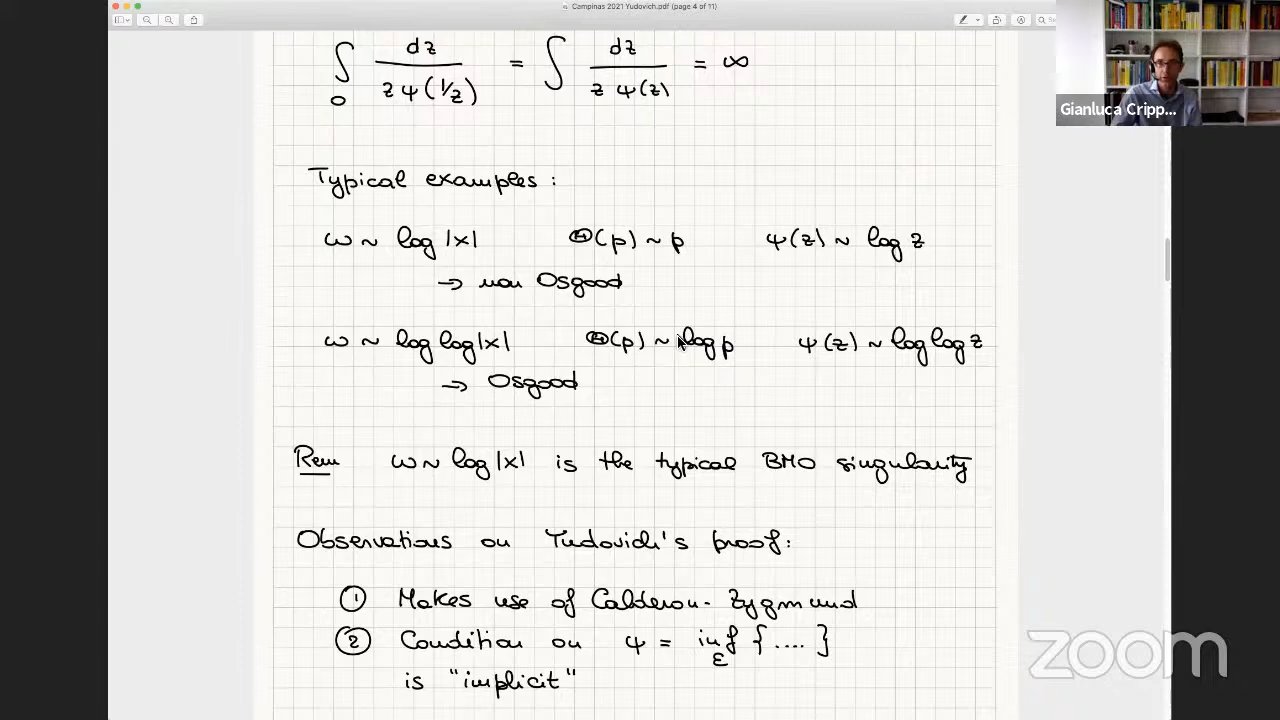 Campinas 2021 Yudovich.pdf (page 4 of 11)
∫₀ dz / (z ψ(1/z)) = ∫ dz / (z ψ(z)) = ∞
Gianluca Cripp...
Typical examples :
ω ~ log |x| Θ(p) ~ p ψ(z) ~ log z
→ non Osgood
ω ~ log log |x| Θ(p) ~ log p ψ(z) ~ log log z
→ Osgood
Rem ω ~ log |x| is the typical BMO singularity
Observations on Yudovich's proof:
① Makes use of Calderon-Zygmund
② Condition on ψ = inf_ε {....}
is "implicit"
zoom